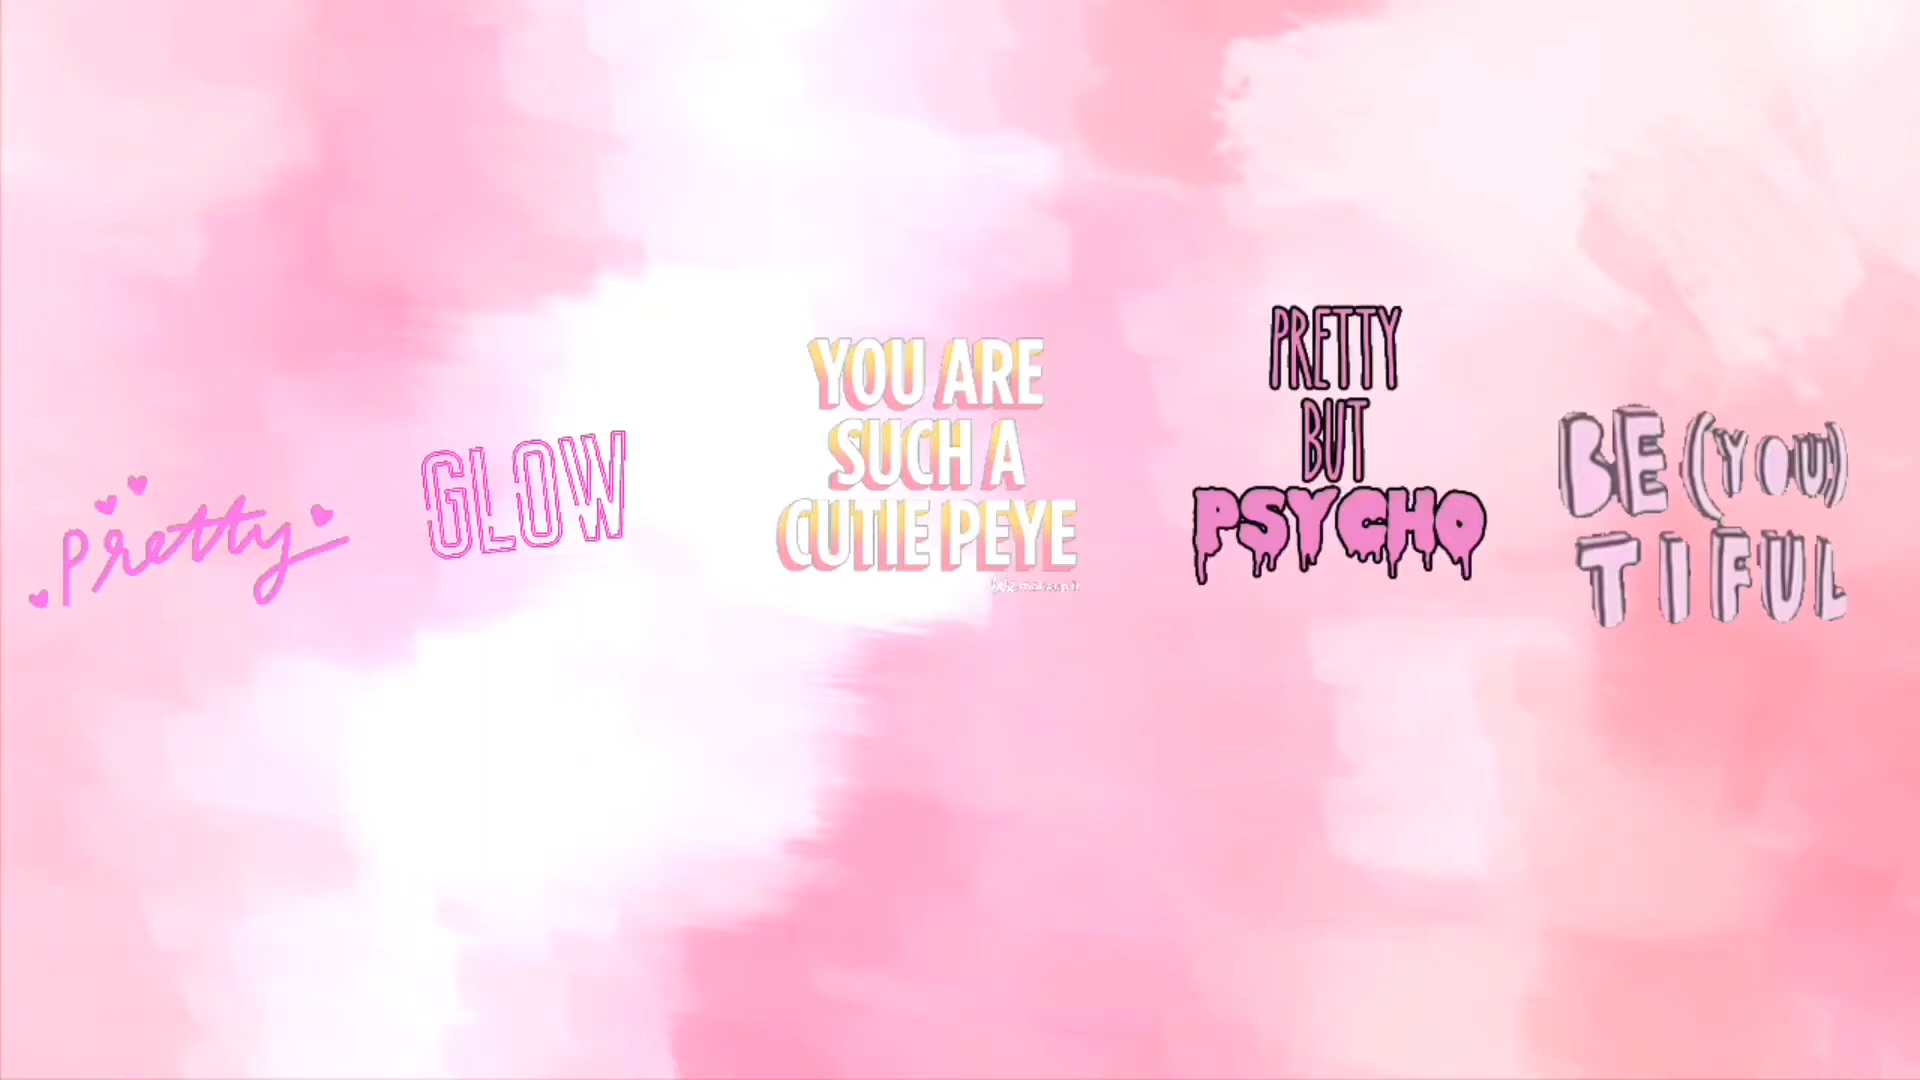 Pretty
GLOW
YOU ARE
SUCH A
CUTIE PEYE
PRETTY
BUT
PSYCHO
BE (YOU)
TIFUL